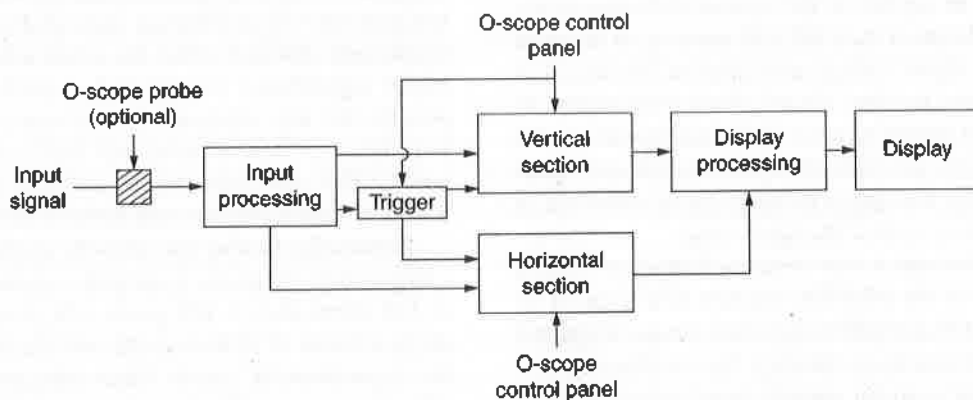 O-scope control
panel
O-scope probe
(optional)
Input
signal
Input
processing
Trigger
Vertical
section
Display
processing
Display
Horizontal
section
O-scope
control panel